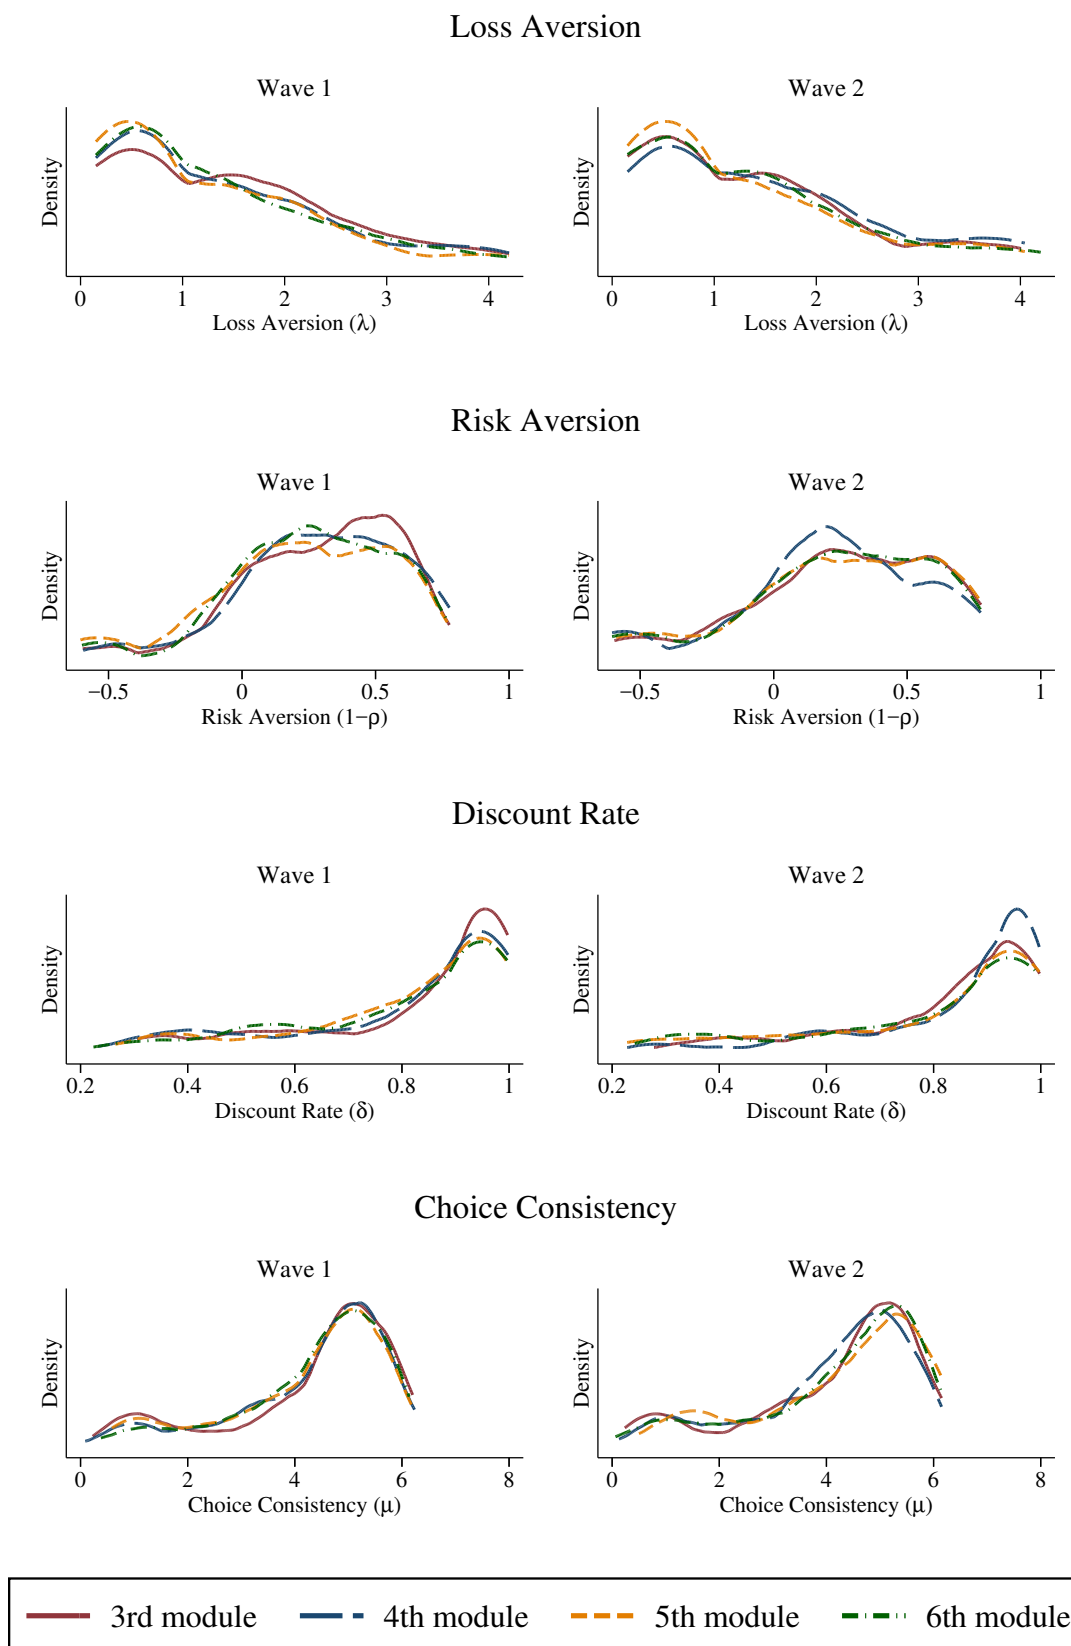 Loss Aversion
Wave 1
Wave 2
Density
Density
0 1 2 3 4
0 1 2 3 4
Loss Aversion (λ)
Loss Aversion (λ)
Risk Aversion
Wave 1
Wave 2
Density
Density
−0.5 0 0.5 1
−0.5 0 0.5 1
Risk Aversion (1−ρ)
Risk Aversion (1−ρ)
Discount Rate
Wave 1
Wave 2
Density
Density
0.2 0.4 0.6 0.8 1
0.2 0.4 0.6 0.8 1
Discount Rate (δ)
Discount Rate (δ)
Choice Consistency
Wave 1
Wave 2
Density
Density
0 2 4 6 8
0 2 4 6 8
Choice Consistency (μ)
Choice Consistency (μ)
3rd module 4th module 5th module 6th module